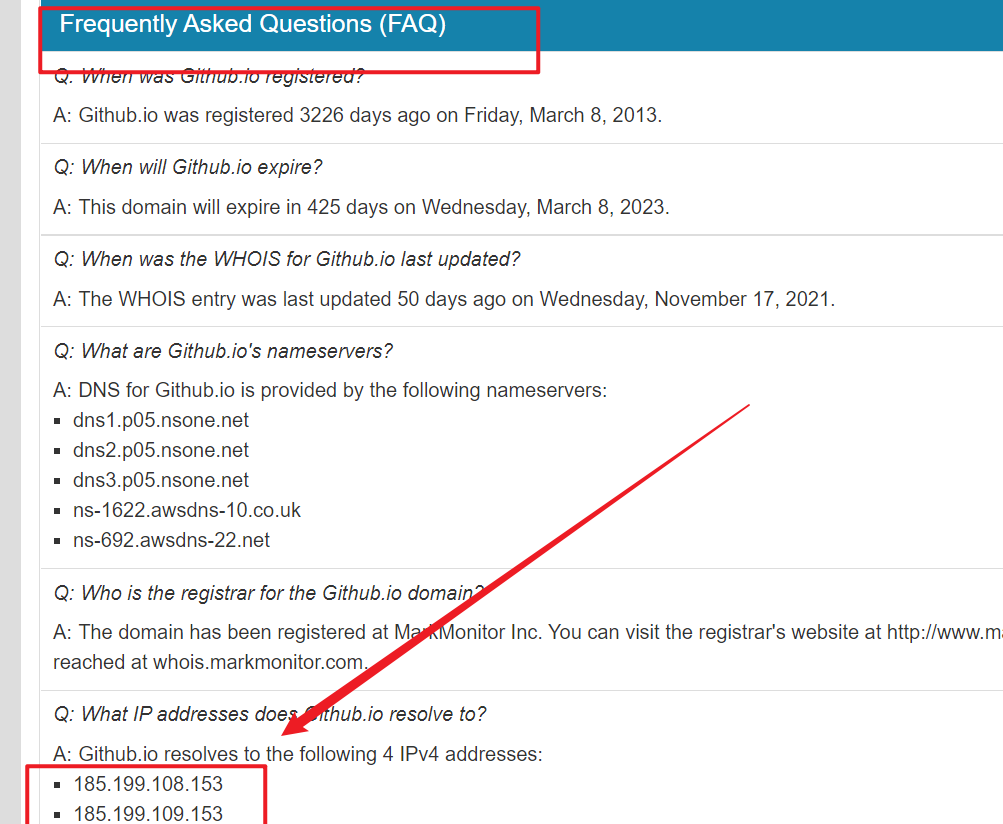 Frequently Asked Questions (FAQ)
Q: When was Github.io registered?
A: Github.io was registered 3226 days ago on Friday, March 8, 2013.
Q: When will Github.io expire?
A: This domain will expire in 425 days on Wednesday, March 8, 2023.
Q: When was the WHOIS for Github.io last updated?
A: The WHOIS entry was last updated 50 days ago on Wednesday, November 17, 2021.
Q: What are Github.io's nameservers?
A: DNS for Github.io is provided by the following nameservers:
▪ dns1.p05.nsone.net
▪ dns2.p05.nsone.net
▪ dns3.p05.nsone.net
▪ ns-1622.awsdns-10.co.uk
▪ ns-692.awsdns-22.net
Q: Who is the registrar for the Github.io domain?
A: The domain has been registered at MarkMonitor Inc. You can visit the registrar's website at http://www.ma
reached at whois.markmonitor.com.
Q: What IP addresses does Github.io resolve to?
A: Github.io resolves to the following 4 IPv4 addresses:
▪ 185.199.108.153
▪ 185.199.109.153